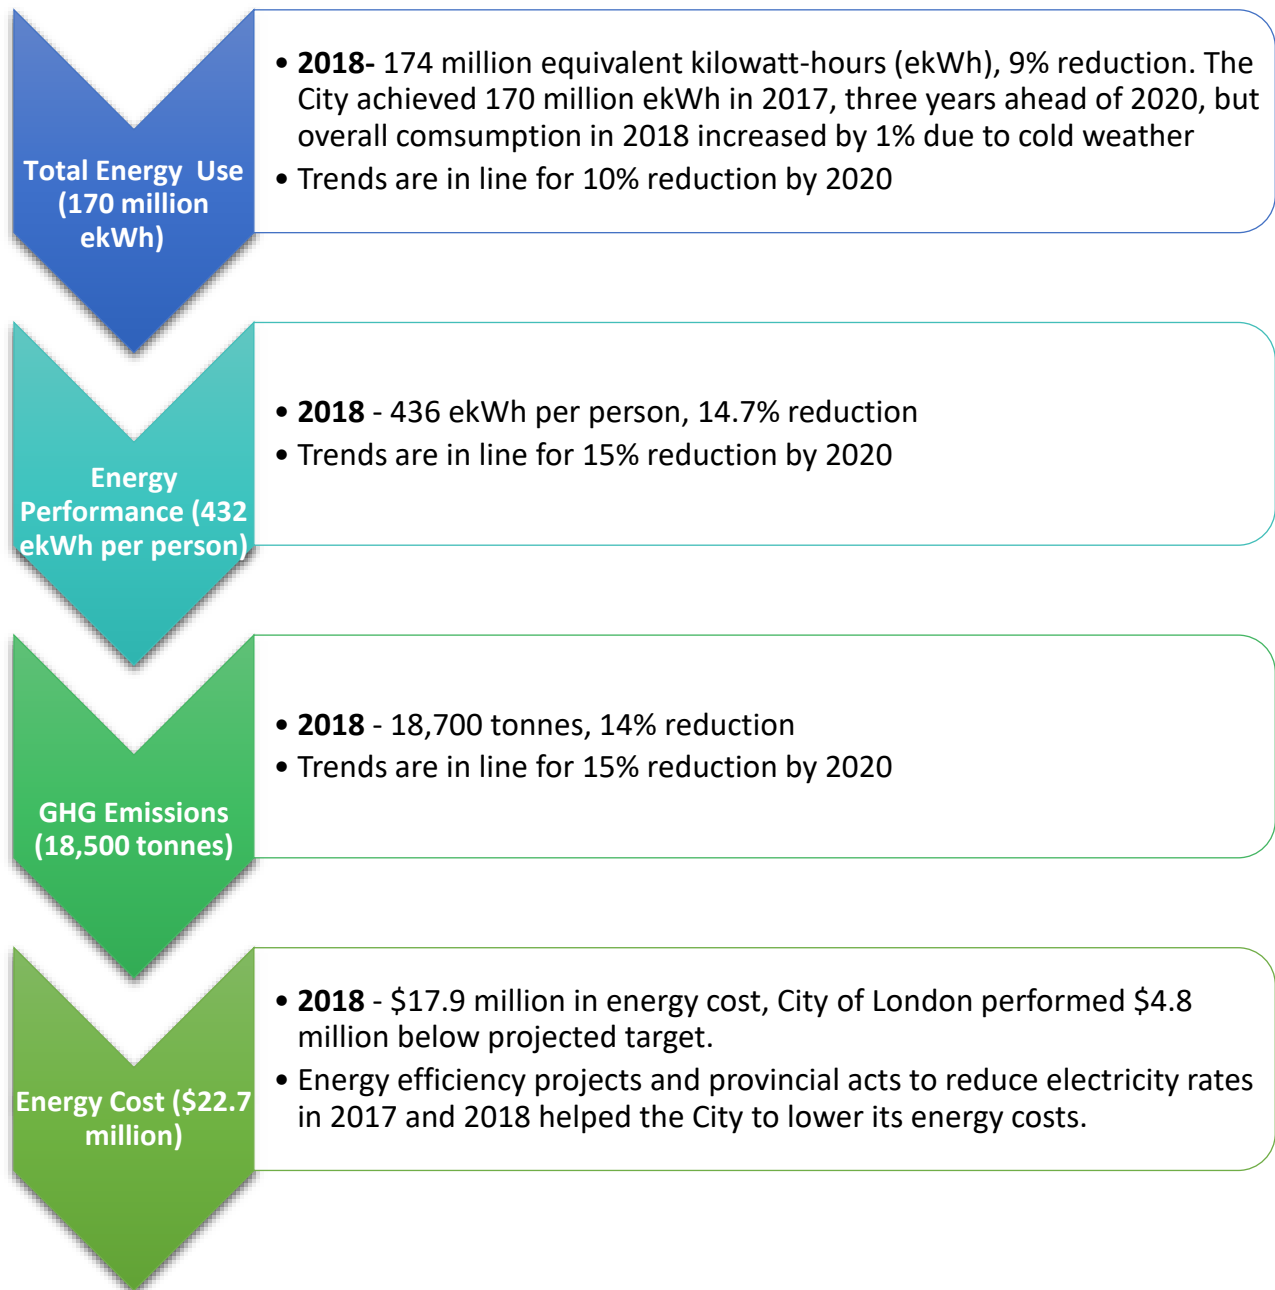 Total Energy  Use
(170 million
ekWh)
• 2018- 174 million equivalent kilowatt-hours (ekWh), 9% reduction. The
City achieved 170 million ekWh in 2017, three years ahead of 2020, but
overall comsumption in 2018 increased by 1% due to cold weather
• Trends are in line for 10% reduction by 2020
Energy
Performance (432
ekWh per person)
• 2018 - 436 ekWh per person, 14.7% reduction
• Trends are in line for 15% reduction by 2020
GHG Emissions
(18,500 tonnes)
• 2018 - 18,700 tonnes, 14% reduction
• Trends are in line for 15% reduction by 2020
Energy Cost ($22.7
million)
• 2018 - $17.9 million in energy cost, City of London performed $4.8
million below projected target.
• Energy efficiency projects and provincial acts to reduce electricity rates
in 2017 and 2018 helped the City to lower its energy costs.